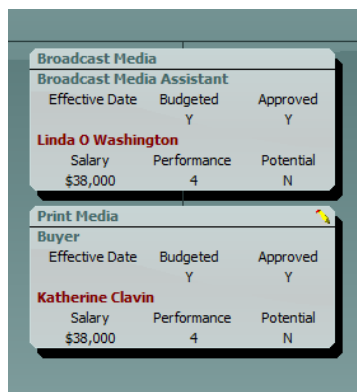 Broadcast Media
Broadcast Media Assistant
Effective Date Budgeted Approved
Y Y
Linda O Washington
Salary Performance Potential
$38,000 4 N
Print Media
Buyer
Effective Date Budgeted Approved
Y Y
Katherine Clavin
Salary Performance Potential
$38,000 4 N